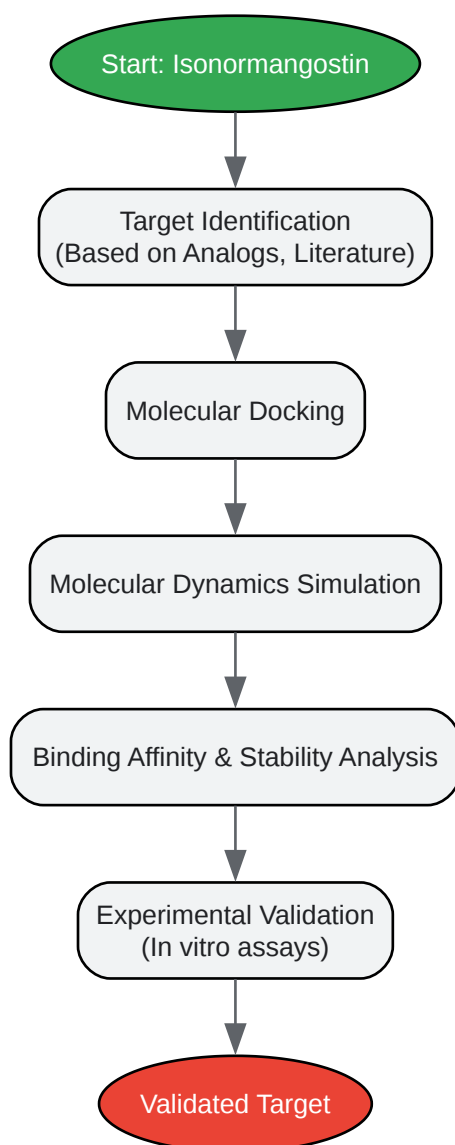 Start: Isonormangostin
Target Identification
(Based on Analogs, Literature)
Molecular Docking
Molecular Dynamics Simulation
Binding Affinity & Stability Analysis
Experimental Validation
(In vitro assays)
Validated Target